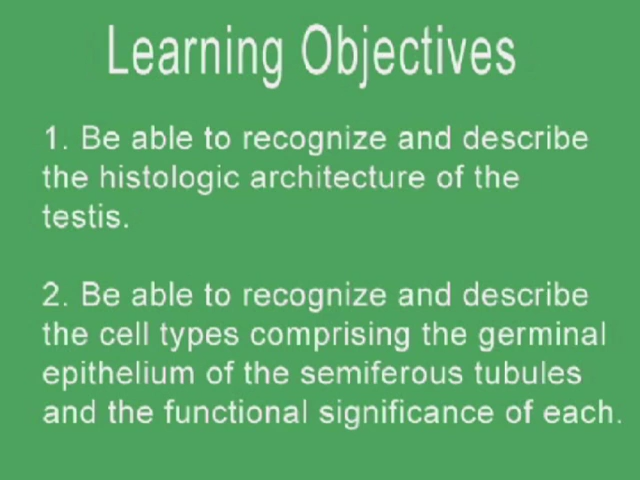 Learning Objectives
1. Be able to recognize and describe
the histologic architecture of the
testis.
2. Be able to recognize and describe
the cell types comprising the germinal
epithelium of the semiferous tubules
and the functional significance of each.